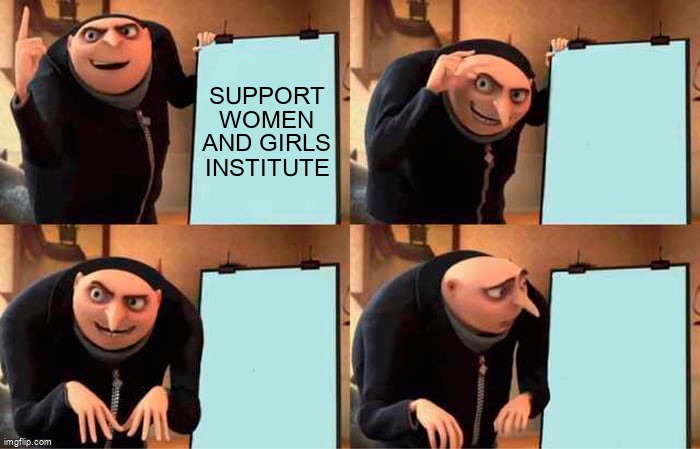 SUPPORT
WOMEN
AND GIRLS
INSTITUTE
imgflip.com